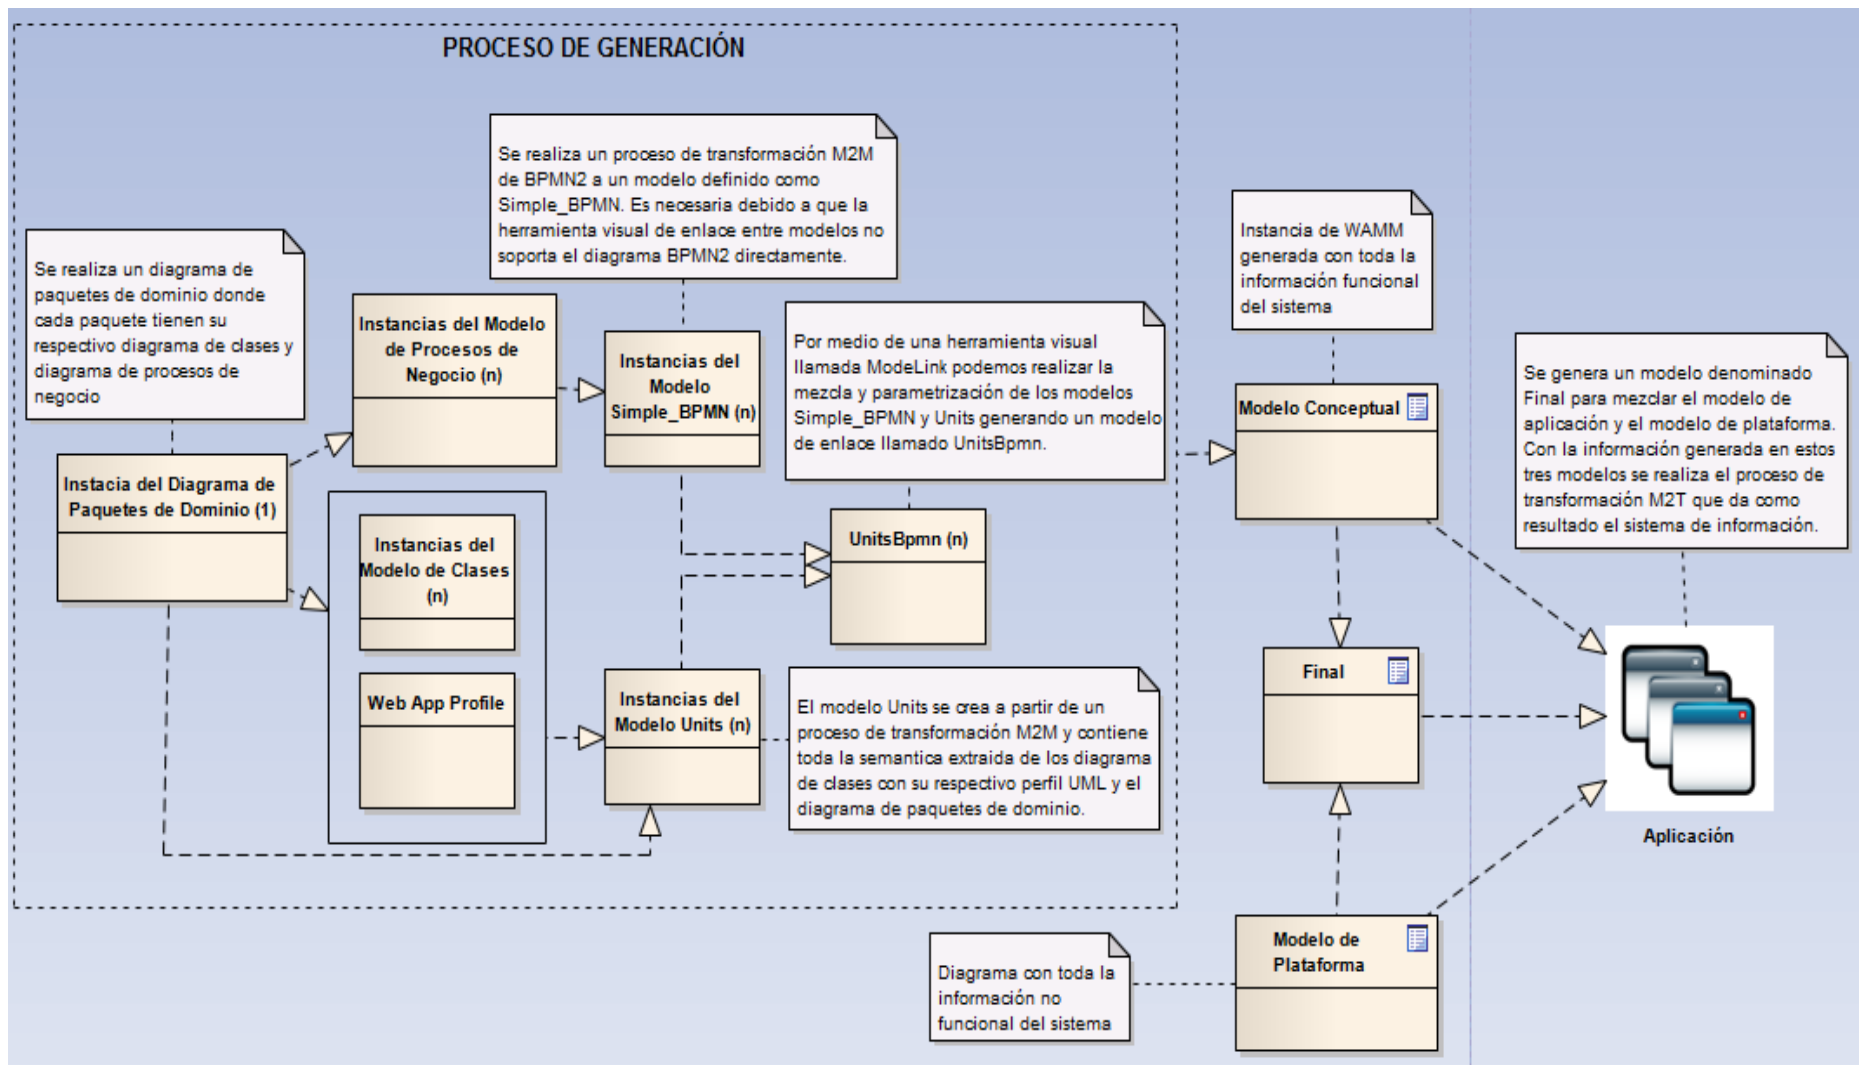 PROCESO DE GENERACIÓN
Se realiza un proceso de transformación M2M
de BPMN2 a un modelo definido como
Simple_BPMN. Es necesaria debido a que la
herramienta visual de enlace entre modelos no
soporta el diagrama BPMN2 directamente.
Se realiza un diagrama de
paquetes de dominio donde
cada paquete tienen su
respectivo diagrama de clases y
diagrama de procesos de
negocio
Instancias del Modelo
de Procesos de
Negocio (n)
Instancias del
Modelo
Simple_BPMN (n)
Por medio de una herramienta visual
llamada ModeLink podemos realizar la
mezcla y parametrización de los modelos
Simple_BPMN y Units generando un modelo
de enlace llamado UnitsBpmn.
Instancia de WAMM
generada con toda la
información funcional
del sistema
Modelo Conceptual
Se genera un modelo denominado
Final para mezclar el modelo de
aplicación y el modelo de plataforma.
Con la información generada en estos
tres modelos se realiza el proceso de
transformación M2T que da como
resultado el sistema de información.
Instacia del Diagrama de
Paquetes de Dominio (1)
Instancias del
Modelo de Clases
(n)
UnitsBpmn (n)
Web App Profile
Instancias del
Modelo Units (n)
El modelo Units se crea a partir de un
proceso de transformación M2M y contiene
toda la semantica extraida de los diagrama
de clases con su respectivo perfil UML y el
diagrama de paquetes de dominio.
Final
Aplicación
Diagrama con toda la
información no
funcional del sistema
Modelo de
Plataforma